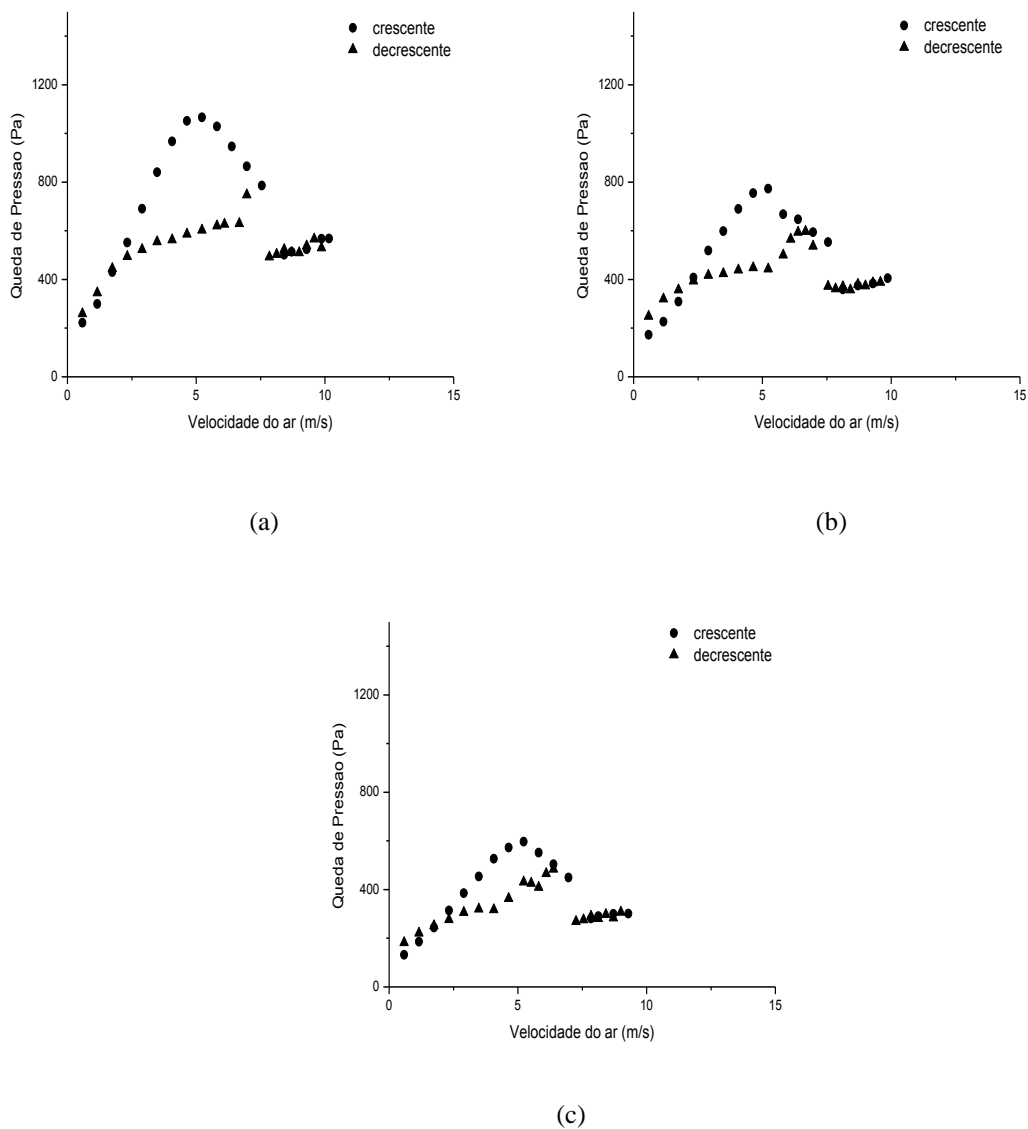 crescente
decrescente
1200
800
400
0
Queda de Pressao (Pa)
0
5
10
15
Velocidade do ar (m/s)
(a)
crescente
decrescente
1200
800
400
0
Queda de Pressao (Pa)
0
5
10
15
Velocidade do ar (m/s)
(b)
crescente
decrescente
1200
800
400
0
Queda de Pressao (Pa)
0
5
10
15
Velocidade do ar (m/s)
(c)